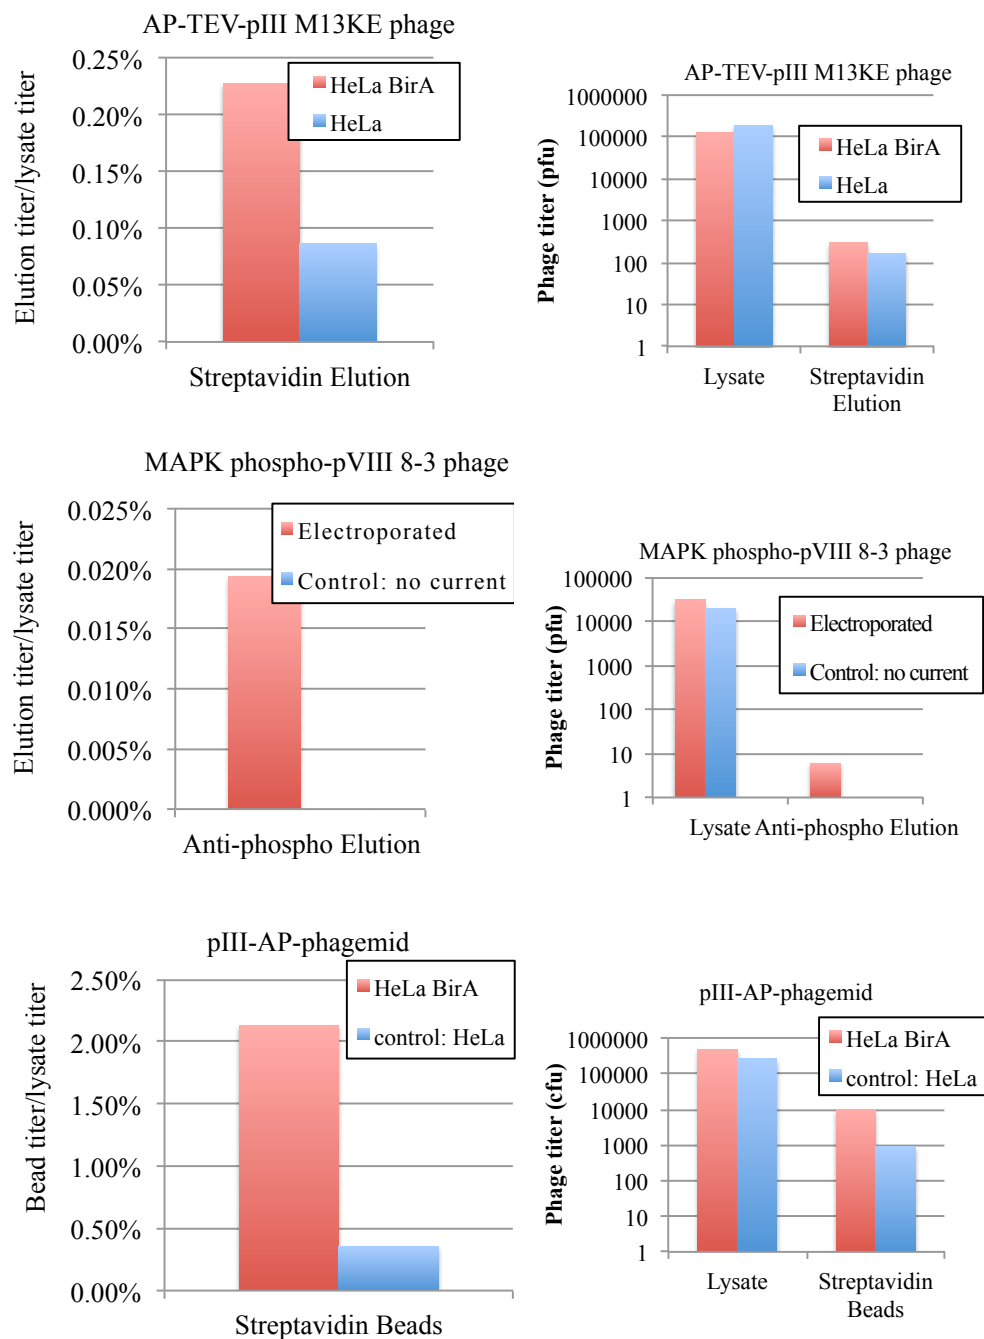 AP-TEV-pIII M13KE phage
Elution titer/lysate titer
0.25%
0.20%
0.15%
0.10%
0.05%
0.00%
HeLa BirA
HeLa
Streptavidin Elution
AP-TEV-pIII M13KE phage
Phage titer (pfu)
1000000
100000
10000
1000
100
10
1
HeLa BirA
HeLa
Lysate
Streptavidin
Elution
MAPK phospho-pVIII 8-3 phage
Elution titer/lysate titer
0.025%
0.020%
0.015%
0.010%
0.005%
0.000%
Electroporated
Control: no current
Anti-phospho Elution
MAPK phospho-pVIII 8-3 phage
Phage titer (pfu)
100000
10000
1000
100
10
1
Electroporated
Control: no current
Lysate Anti-phospho Elution
pIII-AP-phagemid
Bead titer/lysate titer
2.50%
2.00%
1.50%
1.00%
0.50%
0.00%
HeLa BirA
control: HeLa
Streptavidin Beads
pIII-AP-phagemid
Phage titer (cfu)
1000000
100000
10000
1000
100
10
1
HeLa BirA
control: HeLa
Lysate
Streptavidin
Beads